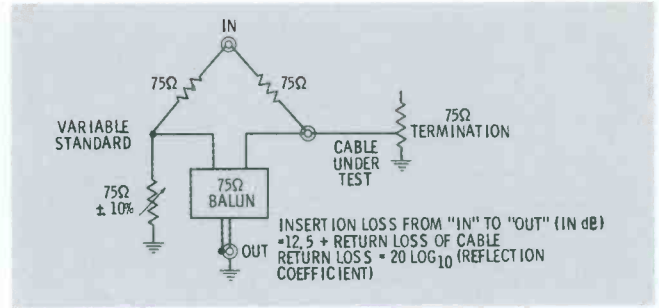 IN
75Ω
75Ω
VARIABLE
STANDARD
75Ω
TERMINATION
CABLE
UNDER
TEST
75Ω
± 10%
75Ω
BALUN
OUT
INSERTION LOSS FROM "IN" TO "OUT" (IN dB)
=12,5 + RETURN LOSS OF CABLE
RETURN LOSS = 20 LOG10 (REFLECTION
COEFFICIENT)